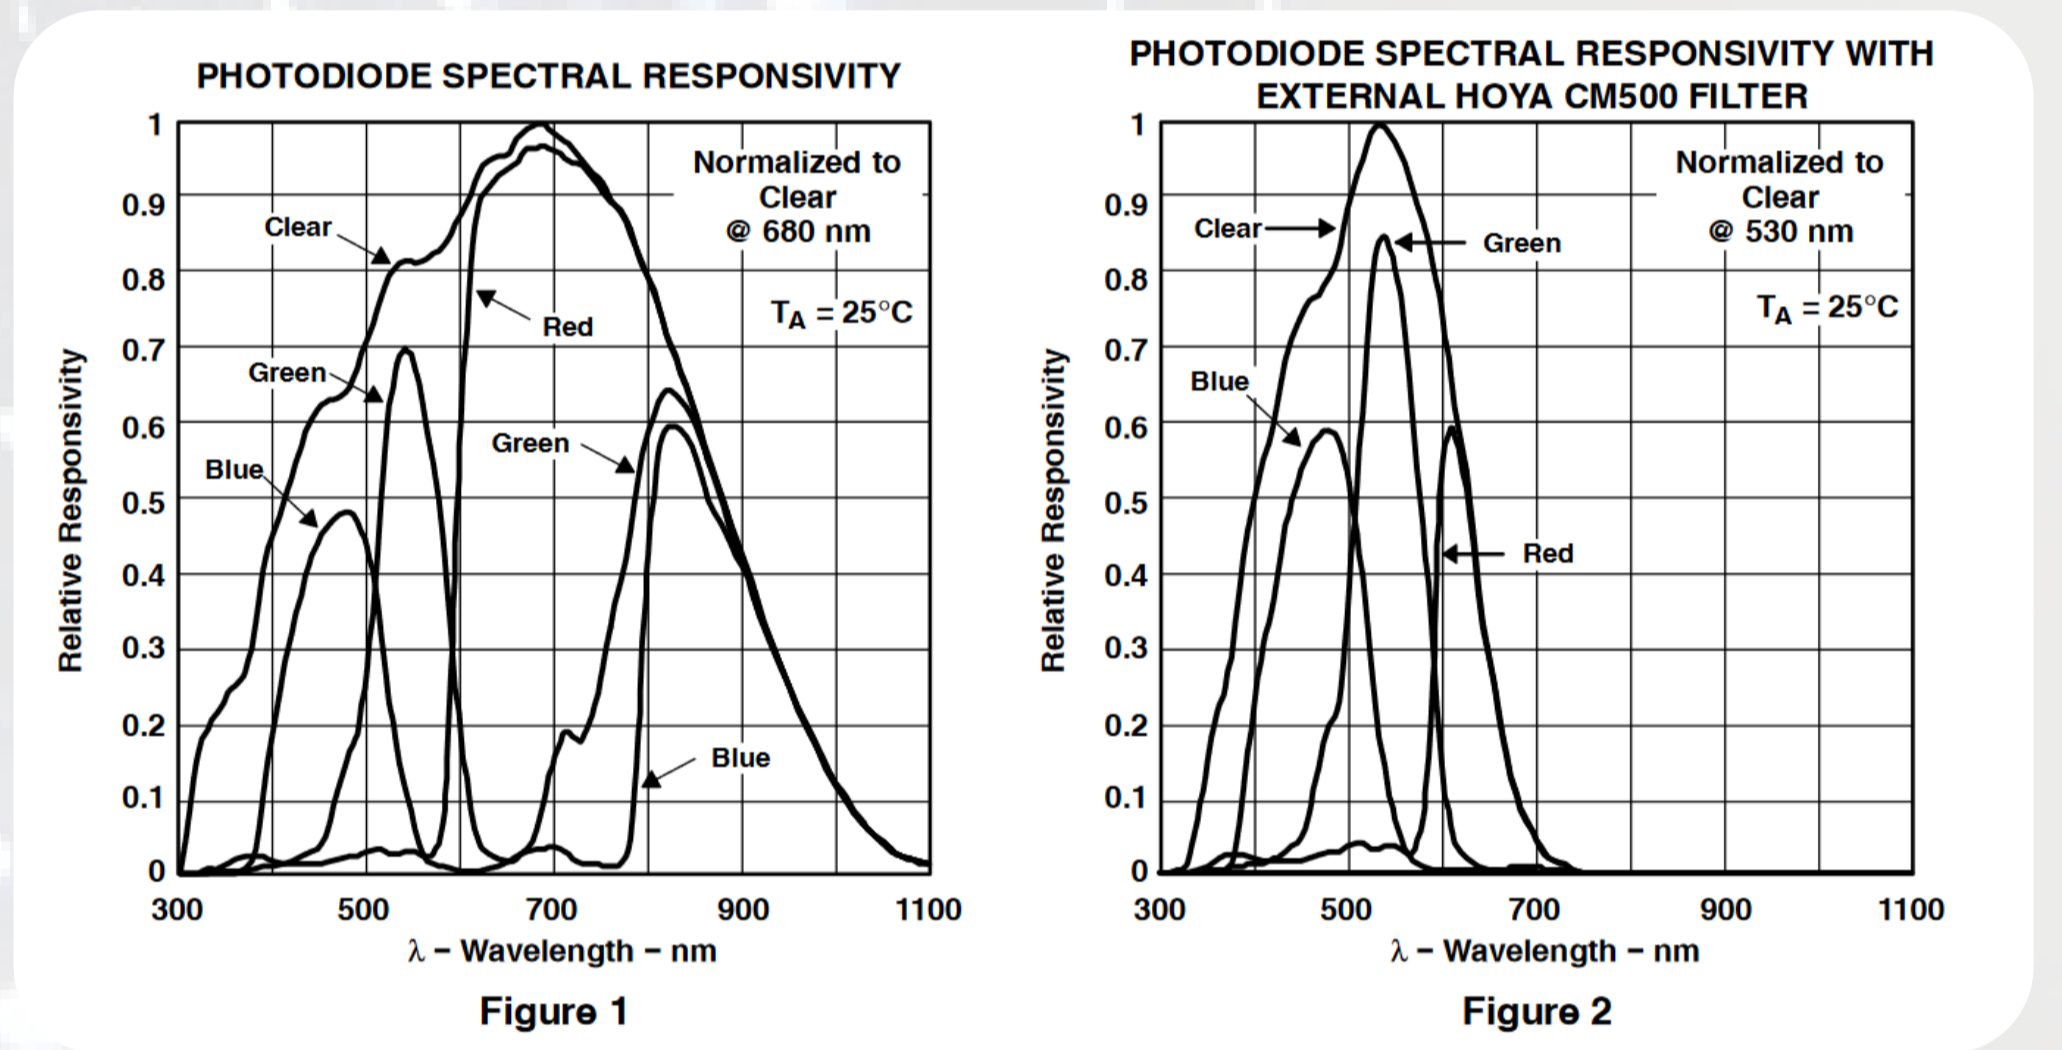 PHOTODIODE SPECTRAL RESPONSIVITY
1
0.9
0.8
0.7
0.6
0.5
0.4
0.3
0.2
0.1
0
Relative Responsivity
Normalized to
Clear
@ 680 nm
TA = 25°C
Clear
Red
Green
Green
Blue
Blue
300 500 700 900 1100
λ – Wavelength – nm
Figure 1
PHOTODIODE SPECTRAL RESPONSIVITY WITH
EXTERNAL HOYA CM500 FILTER
1
0.9
0.8
0.7
0.6
0.5
0.4
0.3
0.2
0.1
0
Relative Responsivity
Normalized to
Clear
@ 530 nm
TA = 25°C
Clear
Green
Blue
Red
300 500 700 900 1100
λ – Wavelength – nm
Figure 2